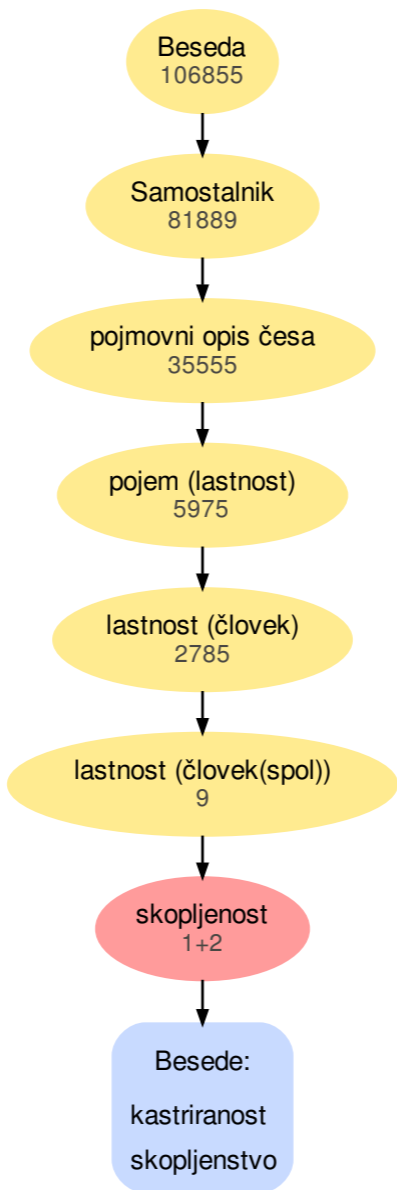 Beseda
106855
Samostalnik
81889
pojmovni opis česa
35555
pojem (lastnost)
5975
lastnost (človek)
2785
lastnost (človek(spol))
9
skopljenost
1+2
Besede:
kastriranost
skopljenstvo